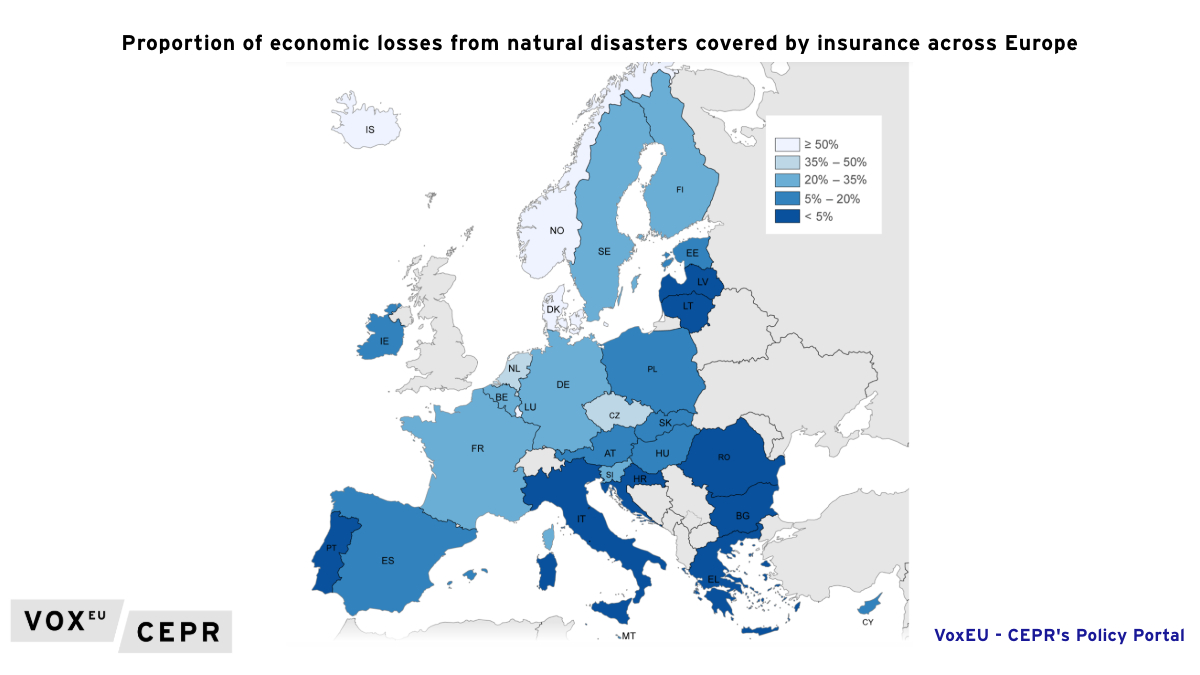 Proportion of economic losses from natural disasters covered by insurance across Europe
IS
≥ 50%
35% – 50%
20% – 35%
5% – 20%
< 5%
FI
NO
SE
EE
LV
LT
DK
IE
NL
PL
DE
BE
LU
CZ
SK
FR
AT
HU
RO
SI
HR
BG
IT
PT
ES
EL
CY
MT
VOX EU
CEPR
VoxEU - CEPR's Policy Portal